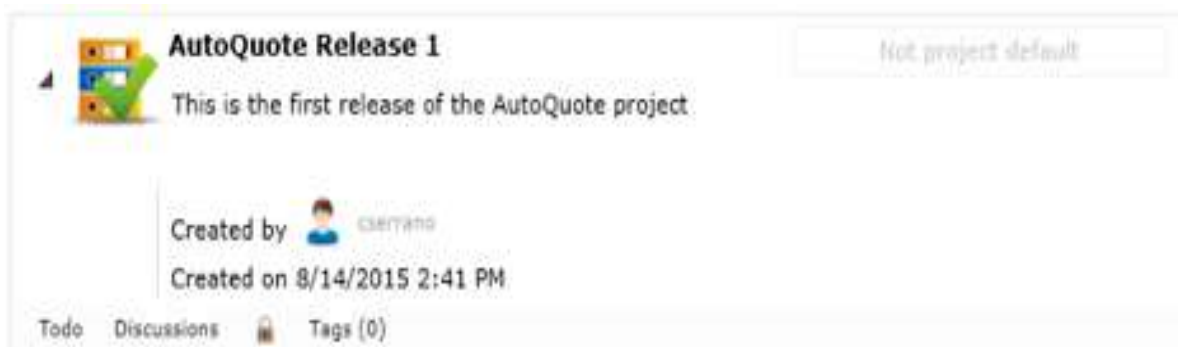 AutoQuote Release 1
Not project default
This is the first release of the AutoQuote project
Created by cserrano
Created on 8/14/2015 2:41 PM
Todo Discussions Tags (0)